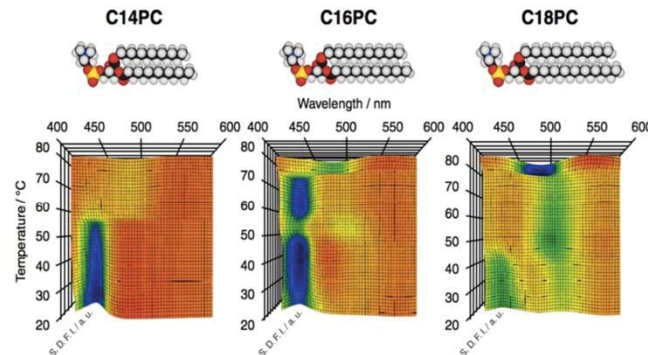 C14PC C16PC C18PC
Wavelength / nm
400 450 500 550 600 400 450 500 550 600 400 450 500 550 600
Temperature / °C
80 70 60 50 40 30 20
80 70 60 50 40 30 20
80 70 60 50 40 30 20
S. D. F. I. / a. u. S. D. F. I. / a. u. S. D. F. I. / a. u.